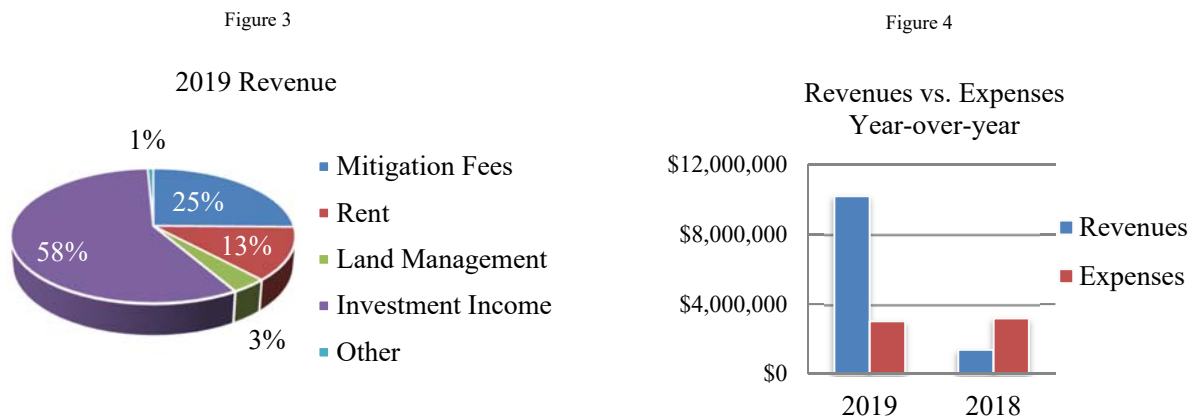 Figure 3
2019 Revenue
1%
25%
13%
58%
3%
Mitigation Fees
Rent
Land Management
Investment Income
Other
Figure 4
Revenues vs. Expenses
Year-over-year
$12,000,000
$8,000,000
$4,000,000
$0
2019
2018
Revenues
Expenses